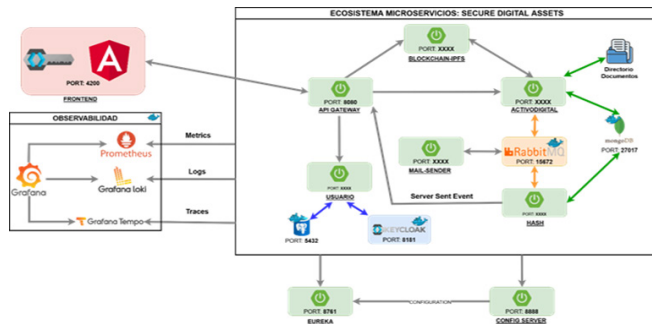 ECOSISTEMA MICROSERVICIOS: SECURE DIGITAL ASSETS
PORT: XXXX
BLOCKCHAIN-IPFS
PORT: 4200
FRONTEND
PORT: 8080
API GATEWAY
PORT: XXXX
ACTIVODIGITAL
Directorio
Documentos
OBSERVABILIDAD
Prometheus
Metrics
Grafana
Grafana loki
Logs
Grafana Tempo
Traces
PORT: XXXX
MAIL-SENDER
RabbitMQ
PORT: 15672
mongoDB
PORT: 27017
PORT: XXXX
USUARIO
Server Sent Event
PORT: XXXX
HASH
PORT: 5432
KEYCLOAK
PORT: 8181
PORT: 8761
EUREKA
CONFIGURATION
PORT: 8888
CONFIG SERVER